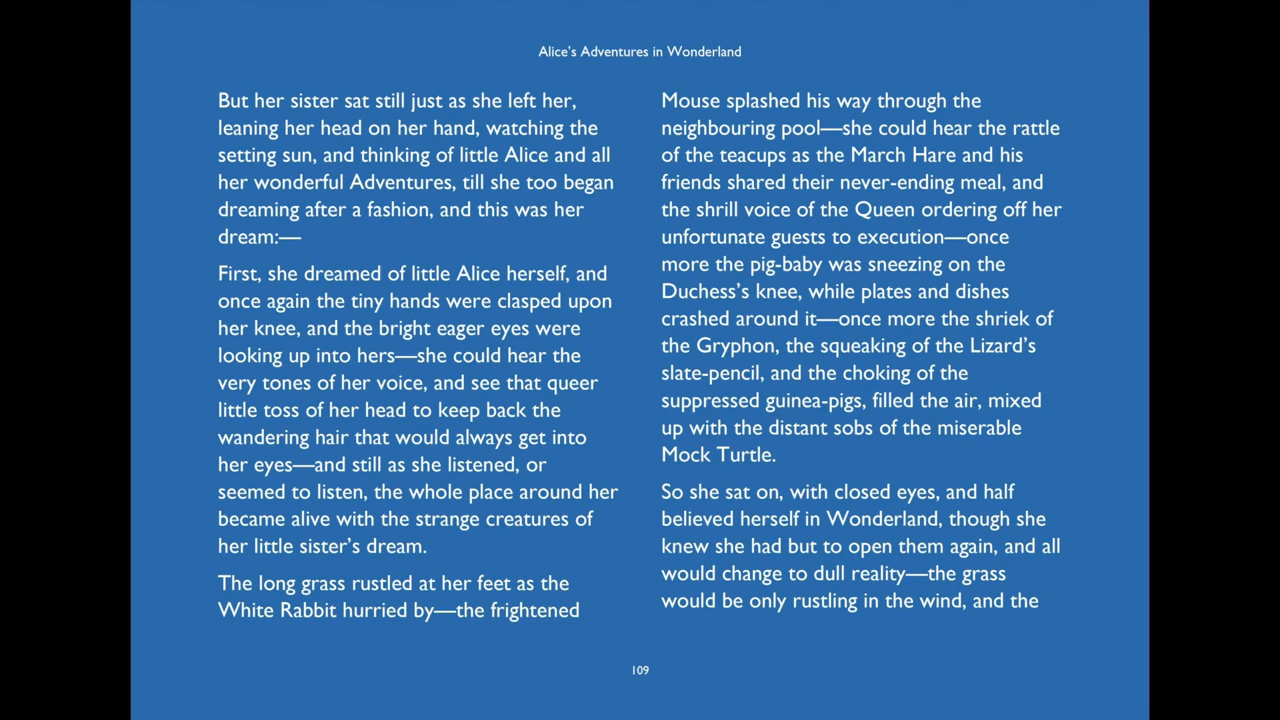 Alice’s Adventures in Wonderland
But her sister sat still just as she left her,
leaning her head on her hand, watching the
setting sun, and thinking of little Alice and all
her wonderful Adventures, till she too began
dreaming after a fashion, and this was her
dream:—
First, she dreamed of little Alice herself, and
once again the tiny hands were clasped upon
her knee, and the bright eager eyes were
looking up into hers—she could hear the
very tones of her voice, and see that queer
little toss of her head to keep back the
wandering hair that would always get into
her eyes—and still as she listened, or
seemed to listen, the whole place around her
became alive with the strange creatures of
her little sister’s dream.
The long grass rustled at her feet as the
White Rabbit hurried by—the frightened
Mouse splashed his way through the
neighbouring pool—she could hear the rattle
of the teacups as the March Hare and his
friends shared their never-ending meal, and
the shrill voice of the Queen ordering off her
unfortunate guests to execution—once
more the pig-baby was sneezing on the
Duchess’s knee, while plates and dishes
crashed around it—once more the shriek of
the Gryphon, the squeaking of the Lizard’s
slate-pencil, and the choking of the
suppressed guinea-pigs, filled the air, mixed
up with the distant sobs of the miserable
Mock Turtle.
So she sat on, with closed eyes, and half
believed herself in Wonderland, though she
knew she had but to open them again, and all
would change to dull reality—the grass
would be only rustling in the wind, and the
109